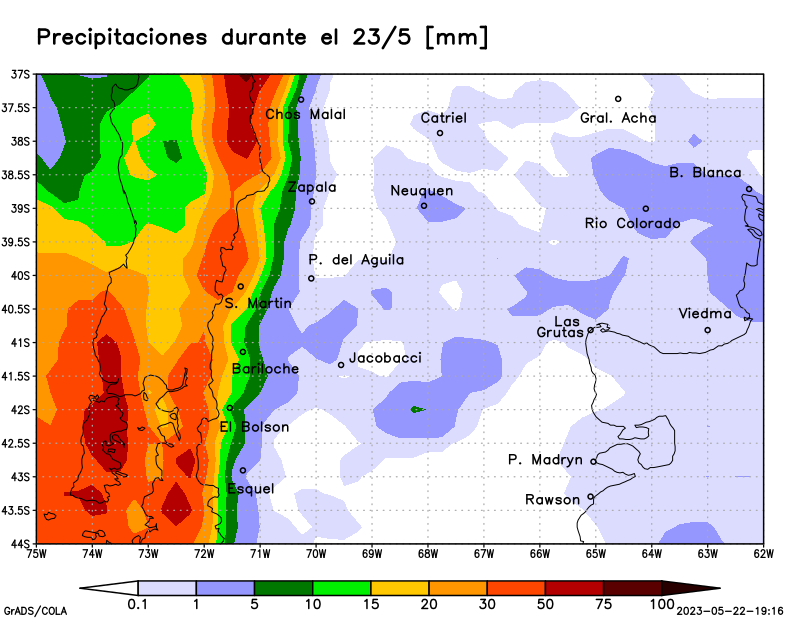 Precipitaciones durante el 23/5 [mm]
37S
37.5S
Chos Malal
Catriel
Gral. Acha
38S
38.5S
B. Blanca
Zapala
Neuquen
39S
Rio Colorado
39.5S
P. del Aguila
40S
S. Martin
40.5S
Viedma
Las
Grutas
41S
Bariloche
Jacobacci
41.5S
42S
El Bolson
42.5S
P. Madryn
43S
Esquel
Rawson
43.5S
44S
75W 74W 73W 72W 71W 70W 69W 68W 67W 66W 65W 64W 63W 62W
0.1 1 5 10 15 20 30 50 75 100
GrADS/COLA
2023-05-22-19:16